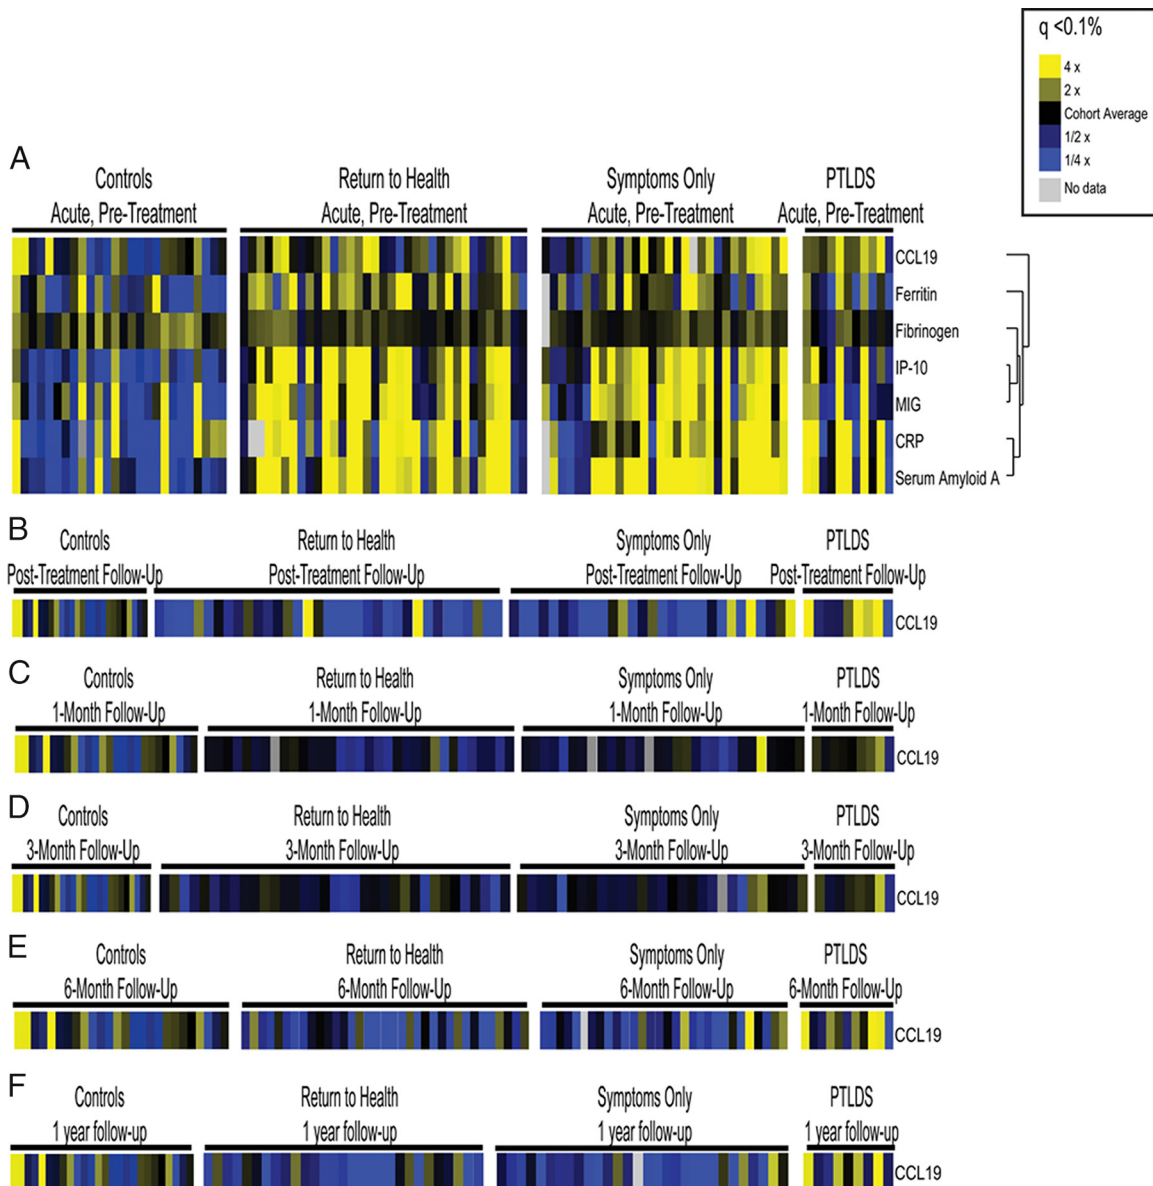 q <0.1%
4 x
2 x
Cohort Average
1/2 x
1/4 x
No data
A
Controls
Acute, Pre-Treatment
Return to Health
Acute, Pre-Treatment
Symptoms Only
Acute, Pre-Treatment
PTLDS
Acute, Pre-Treatment
CCL19
Ferritin
Fibrinogen
IP-10
MIG
CRP
Serum Amyloid A
B
Controls
Post-Treatment Follow-Up
Return to Health
Post-Treatment Follow-Up
Symptoms Only
Post-Treatment Follow-Up
PTLDS
Post-Treatment Follow-Up
CCL19
C
Controls
1-Month Follow-Up
Return to Health
1-Month Follow-Up
Symptoms Only
1-Month Follow-Up
PTLDS
1-Month Follow-Up
CCL19
D
Controls
3-Month Follow-Up
Return to Health
3-Month Follow-Up
Symptoms Only
3-Month Follow-Up
PTLDS
3-Month Follow-Up
CCL19
E
Controls
6-Month Follow-Up
Return to Health
6-Month Follow-Up
Symptoms Only
6-Month Follow-Up
PTLDS
6-Month Follow-Up
CCL19
F
Controls
1 year follow-up
Return to Health
1 year follow-up
Symptoms Only
1 year follow-up
PTLDS
1 year follow-up
CCL19